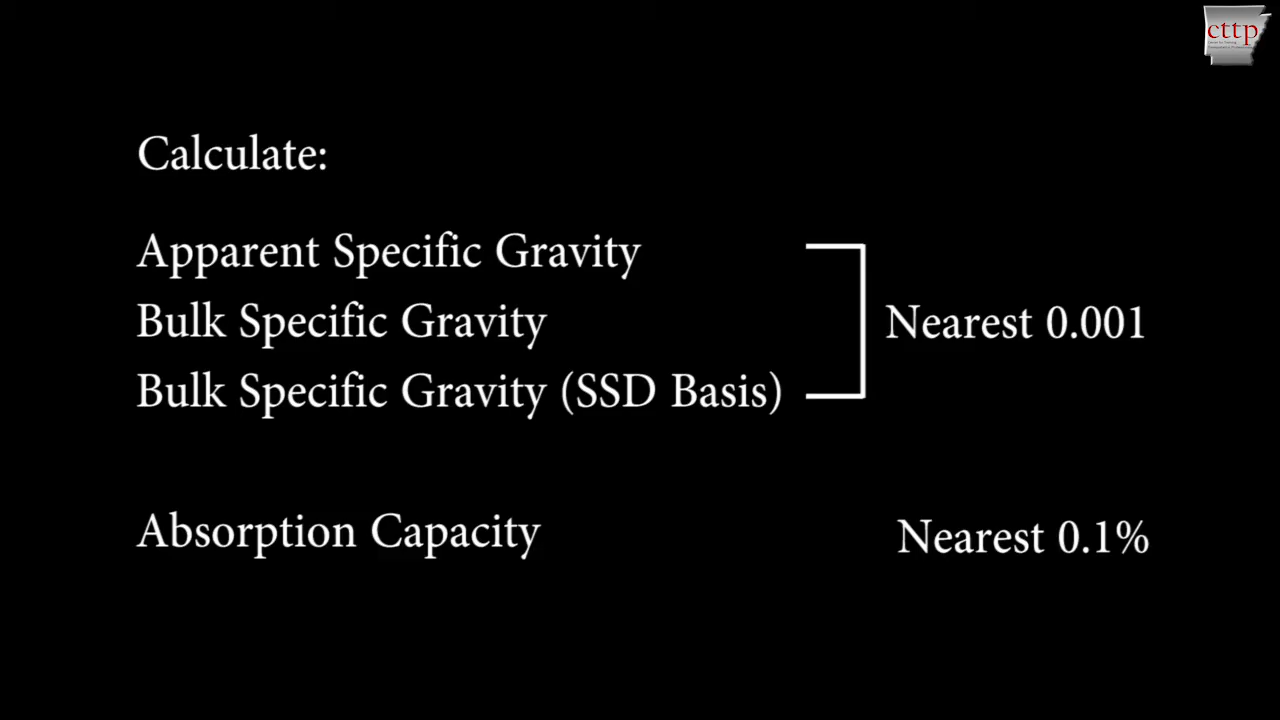 cttp
Calculate:
Apparent Specific Gravity
Bulk Specific Gravity
Nearest 0.001
Bulk Specific Gravity (SSD Basis)
Absorption Capacity
Nearest 0.1%